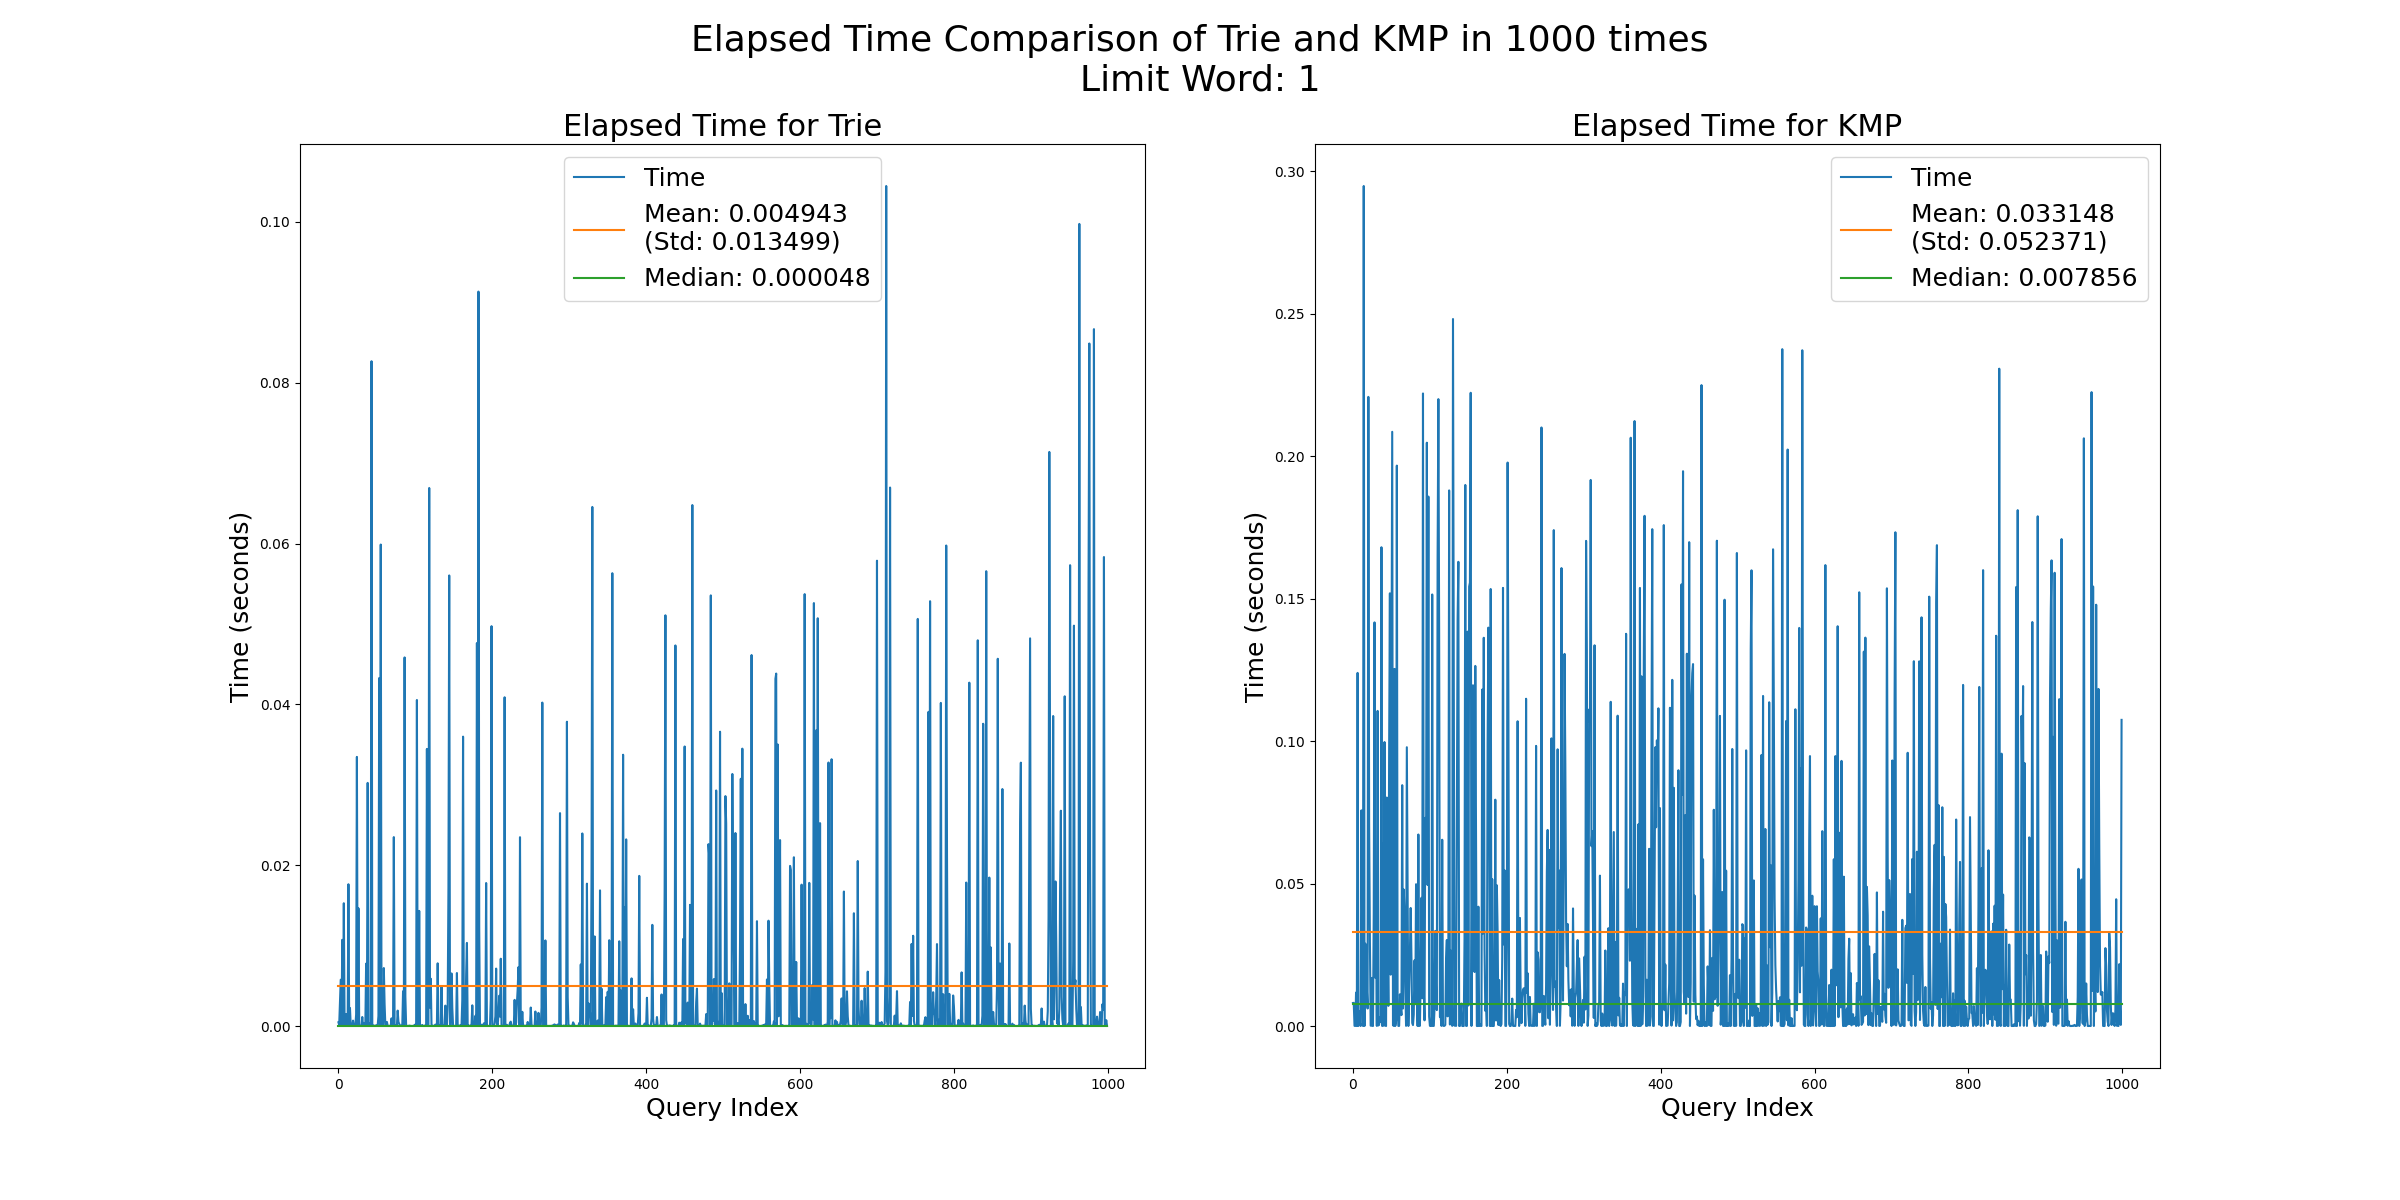 Elapsed Time Comparison of Trie and KMP in 1000 times
Limit Word: 1
Elapsed Time for Trie
Time
Mean: 0.004943
(Std: 0.013499)
Median: 0.000048
0.10
0.08
0.06
0.04
0.02
0.00
Time (seconds)
0
200
400
600
800
1000
Query Index
Elapsed Time for KMP
Time
Mean: 0.033148
(Std: 0.052371)
Median: 0.007856
0.30
0.25
0.20
0.15
0.10
0.05
0.00
Time (seconds)
0
200
400
600
800
1000
Query Index